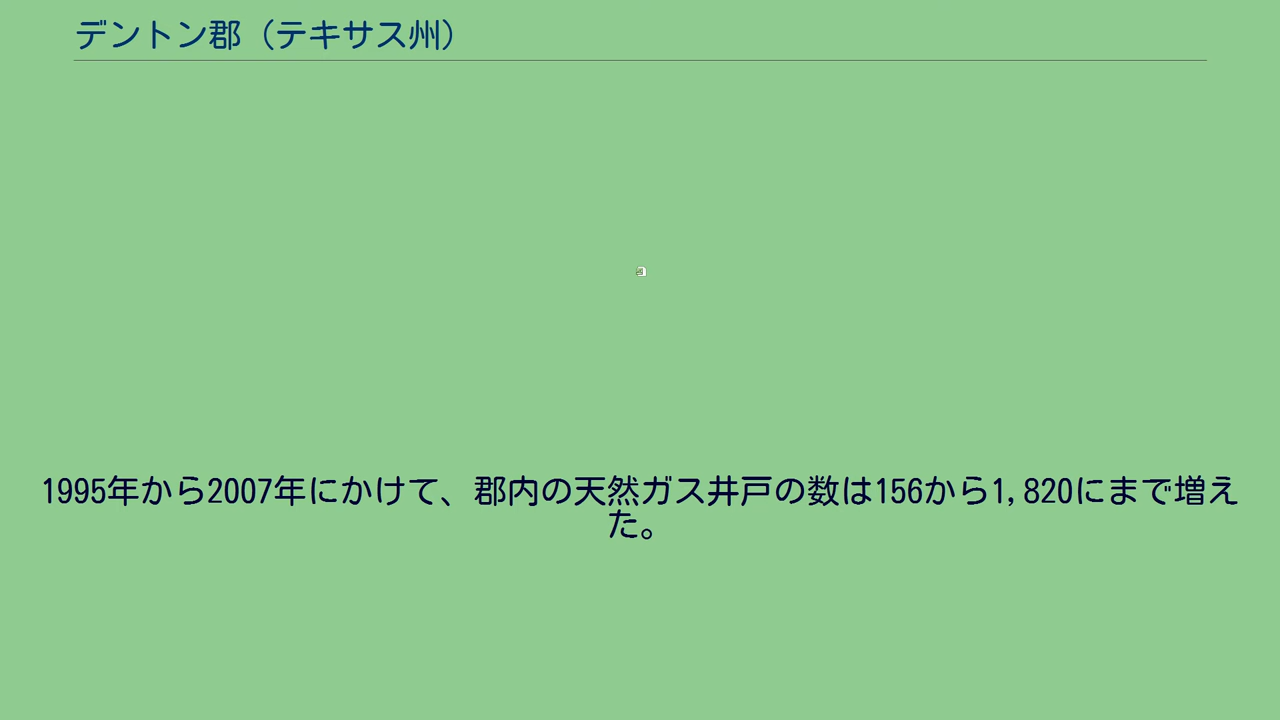 デントン郡（テキサス州）
1995年から2007年にかけて、郡内の天然ガス井戸の数は156から1,820にまで増え
た。